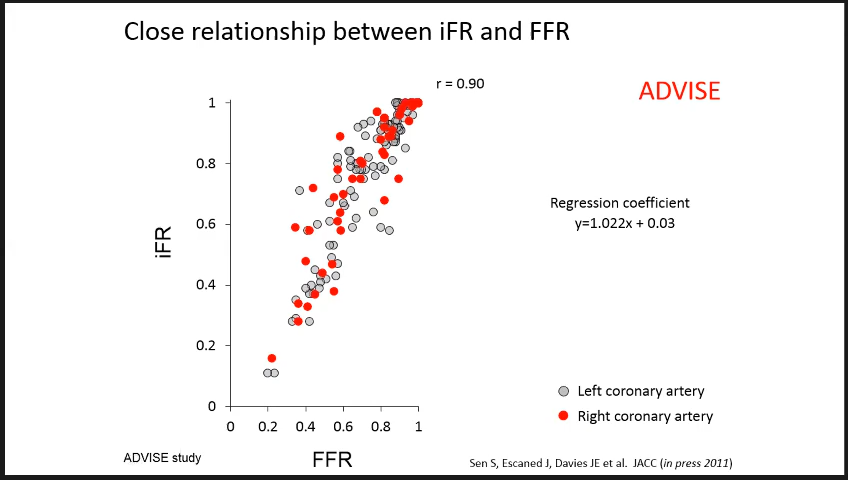 Close relationship between iFR and FFR
r = 0.90
ADVISE
1
0.8
0.6
0.4
0.2
0
iFR
0 0.2 0.4 0.6 0.8 1
FFR
Regression coefficient
y=1.022x + 0.03
Left coronary artery
Right coronary artery
ADVISE study
Sen S, Escaned J, Davies JE et al. JACC (in press 2011)